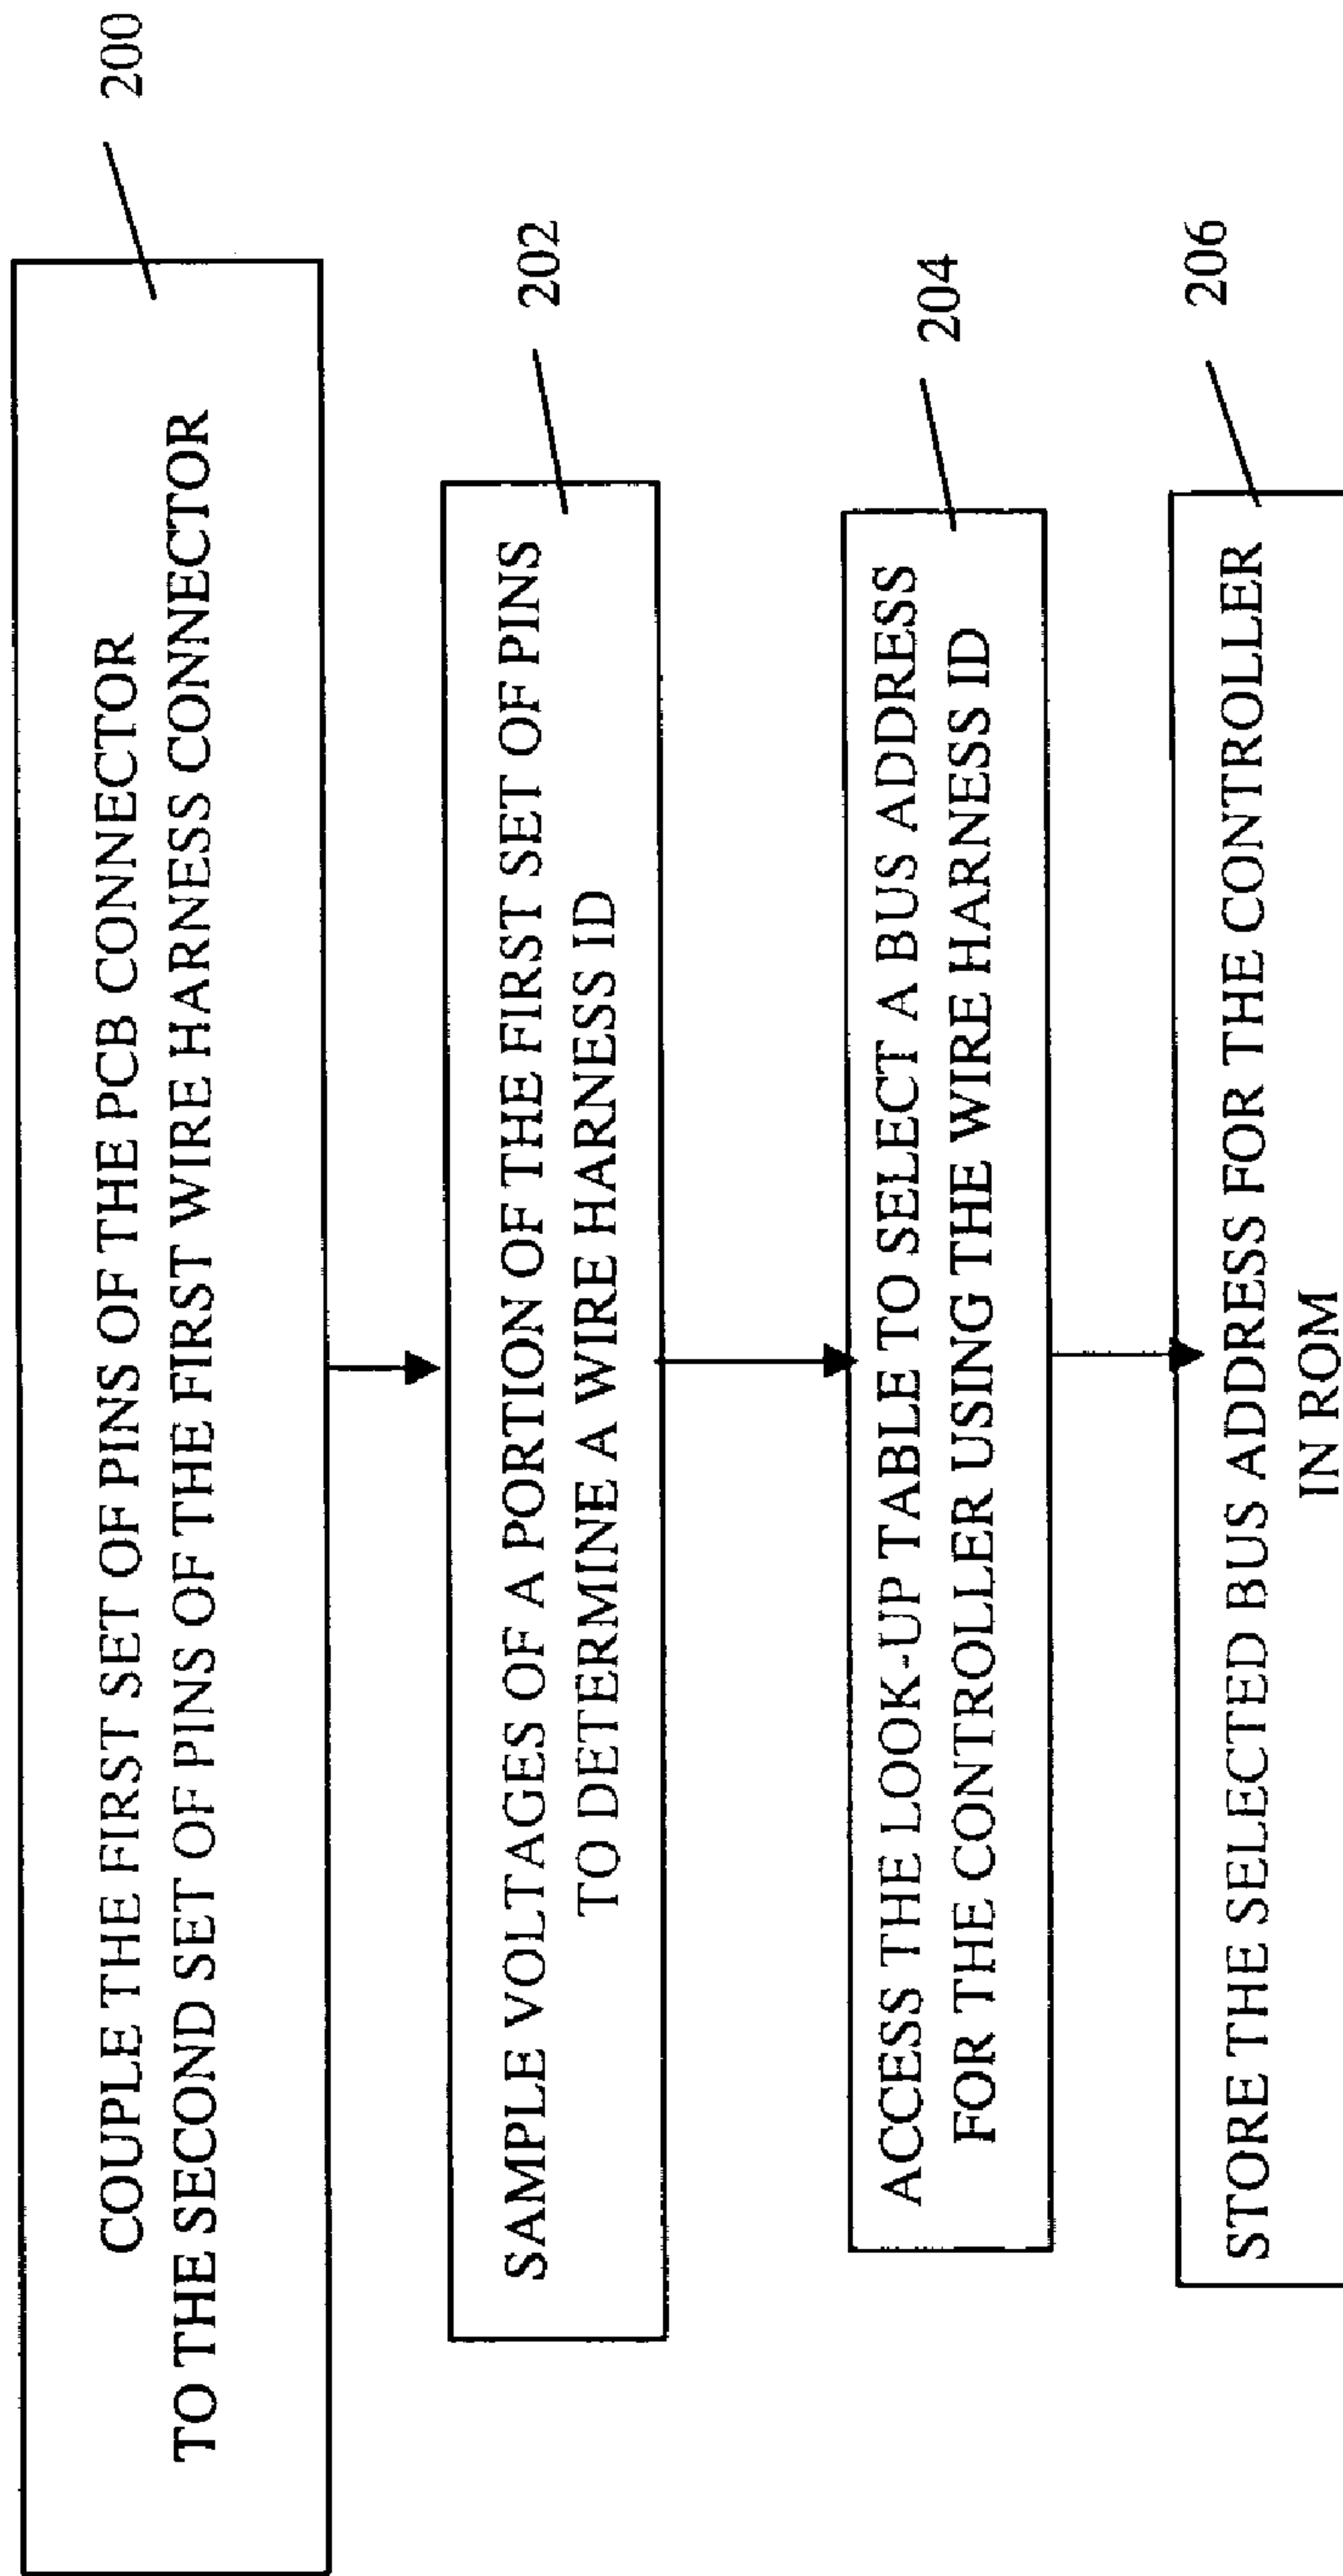 200
COUPLE THE FIRST SET OF PINS OF THE PCB CONNECTOR
TO THE SECOND SET OF PINS OF THE FIRST WIRE HARNESS CONNECTOR
202
SAMPLE VOLTAGES OF A PORTION OF THE FIRST SET OF PINS
TO DETERMINE A WIRE HARNESS ID
204
ACCESS THE LOOK-UP TABLE TO SELECT A BUS ADDRESS
FOR THE CONTROLLER USING THE WIRE HARNESS ID
206
STORE THE SELECTED BUS ADDRESS FOR THE CONTROLLER
IN ROM